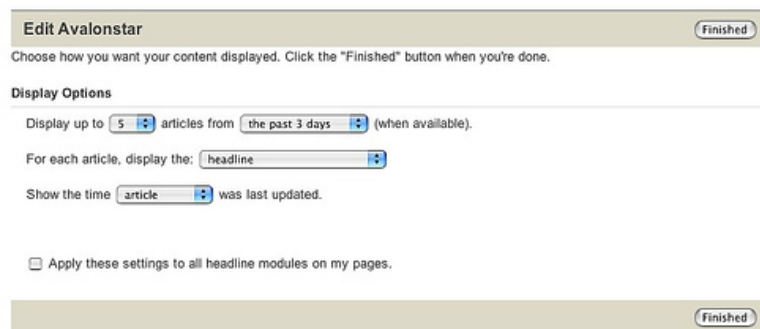 Edit Avalonstar Finished
Choose how you want your content displayed. Click the "Finished" button when you're done.
Display Options
Display up to 5 articles from the past 3 days (when available).
For each article, display the: headline
Show the time article was last updated.
Apply these settings to all headline modules on my pages.
Finished